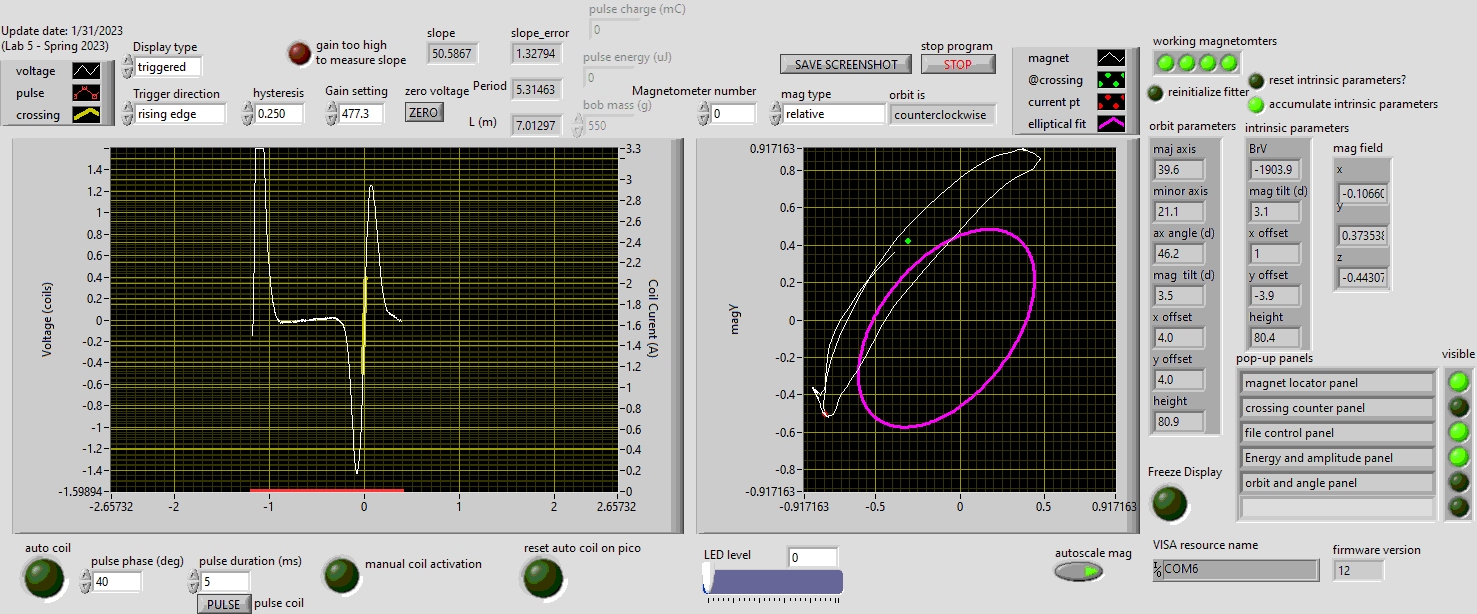 Update date: 1/31/2023
(Lab 5 - Spring 2023)
voltage
pulse
crossing
Display type
triggered
Trigger direction
rising edge
gain too high
to measure slope
hysteresis
0.250
Gain setting
477.3
slope
50.5867
slope_error
1.32794
zero voltage
ZERO
Period
5.31463
L (m)
7.01297
pulse charge (mC)
0
pulse energy (uJ)
0
bob mass (g)
550
Magnetometer number
0
SAVE SCREENSHOT
stop program
STOP
mag type
relative
orbit is
counterclockwise
magnet
@crossing
current pt
elliptical fit
working magnetomters
reinitialize fitter
reset intrinsic parameters?
accumulate intrinsic parameters
orbit parameters
maj axis
39.6
minor axis
21.1
ax angle (d)
46.2
mag tilt (d)
3.5
x offset
4.0
y offset
4.0
height
80.9
intrinsic parameters
BrV
-1903.9
mag tilt (d)
3.1
x offset
1
y offset
-3.9
height
80.4
mag field
x
-0.1066
y
0.37353
z
-0.44307
Voltage (coils)
1.4
1
0.8
0.6
0.4
0.2
0
-0.2
-0.4
-0.6
-0.8
-1
-1.2
-1.4
-1.59894
-2.65732
-2
-1
0
1
2
2.65732
3.3
3
2.8
2.6
2.4
2.2
2
1.8
1.6
1.4
1.2
1
0.8
0.6
0.4
0.2
0
Coil Curent (A)
magy
0.917163
0.8
0.6
0.4
0.2
0
-0.2
-0.4
-0.6
-0.8
-0.917163
-0.917163
-0.5
0
0.5
0.917163
pop-up panels
visible
magnet locator panel
crossing counter panel
file control panel
Energy and amplitude panel
orbit and angle panel
Freeze Display
auto coil
pulse phase (deg)
40
pulse duration (ms)
5
PULSE
pulse coil
manual coil activation
reset auto coil on pico
LED level
0
autoscale mag
VISA resource name
COM6
firmware version
12